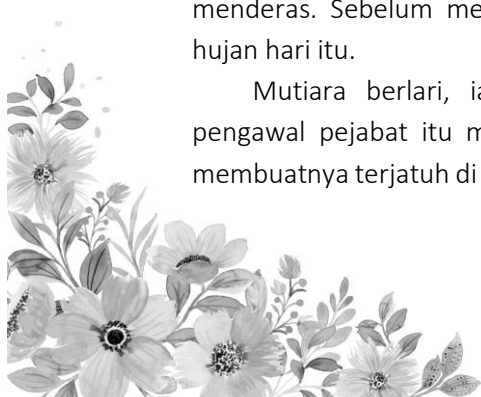 menderas. Sebelum me
hujan hari itu.
Mutiara berlari, ia
pengawal pejabat itu m
membuatnya terjatuh di